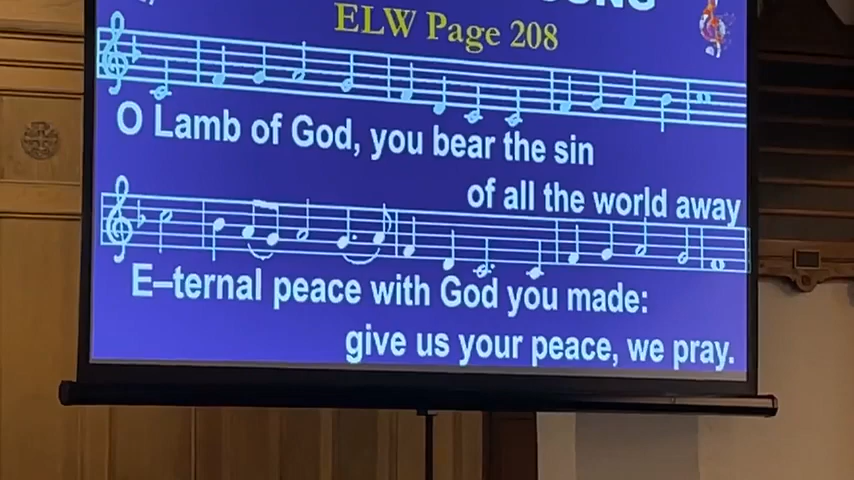 ELW Page 208
O Lamb of God, you bear the sin
of all the world away
E–ternal peace with God you made:
give us your peace, we pray.